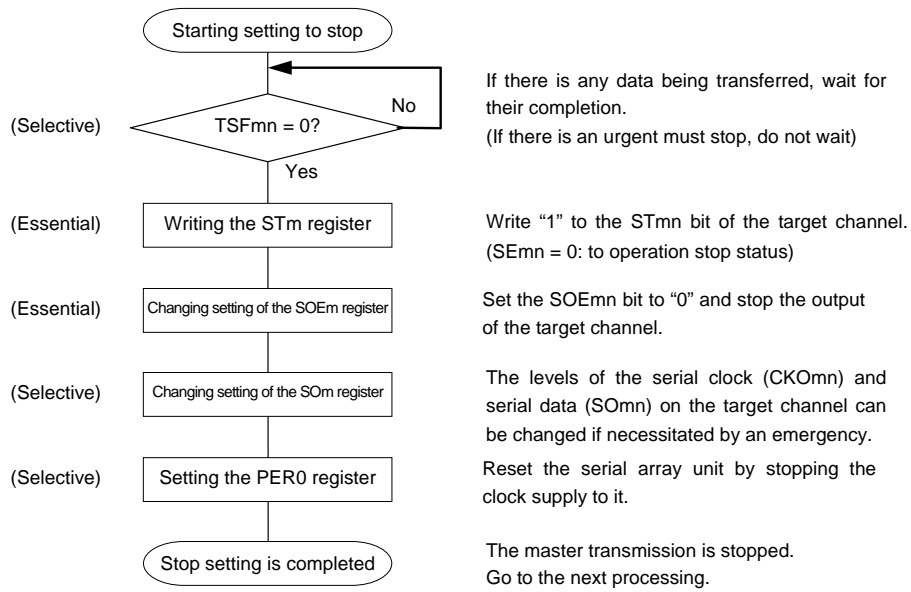 Starting setting to stop
If there is any data being transferred, wait for
their completion.
(If there is an urgent must stop, do not wait)
(Selective)
TSFmn = 0?
No
Yes
(Essential)
Writing the STm register
Write “1” to the STmn bit of the target channel.
(SEmn = 0: to operation stop status)
(Essential)
Changing setting of the SOEm register
Set the SOEmn bit to “0” and stop the output
of the target channel.
(Selective)
Changing setting of the SOm register
The levels of the serial clock (CKOmn) and
serial data (SOmn) on the target channel can
be changed if necessitated by an emergency.
(Selective)
Setting the PER0 register
Reset the serial array unit by stopping the
clock supply to it.
Stop setting is completed
The master transmission is stopped.
Go to the next processing.